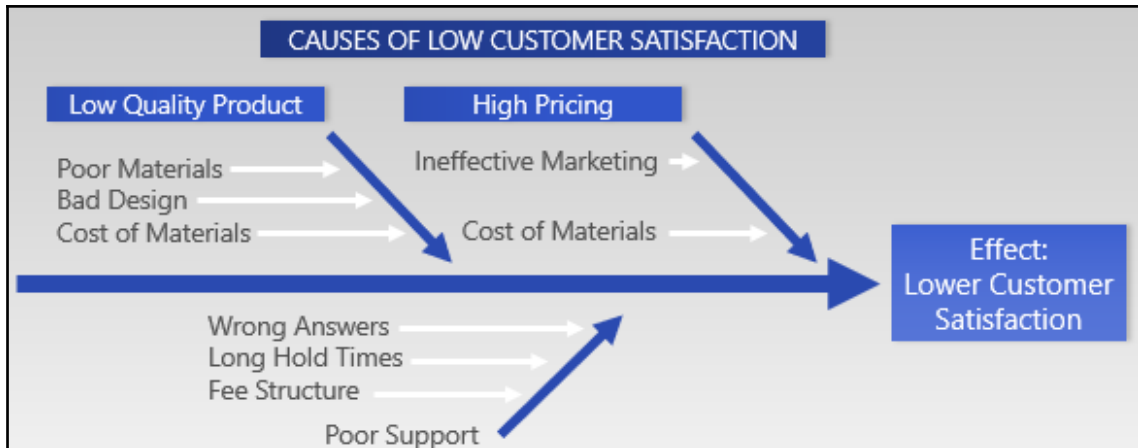 CAUSES OF LOW CUSTOMER SATISFACTION
Low Quality Product
High Pricing
Poor Materials
Bad Design
Cost of Materials
Ineffective Marketing
Cost of Materials
Effect:
Lower Customer
Satisfaction
Wrong Answers
Long Hold Times
Fee Structure
Poor Support